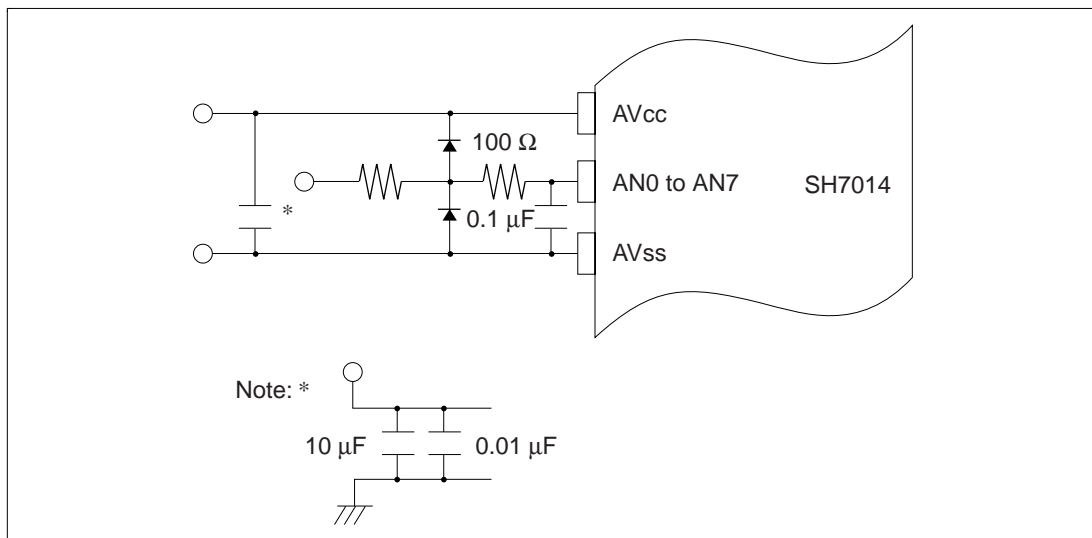 AVcc
100 Ω
AN0 to AN7
SH7014
*
0.1 μF
AVss
Note: *
10 μF
0.01 μF